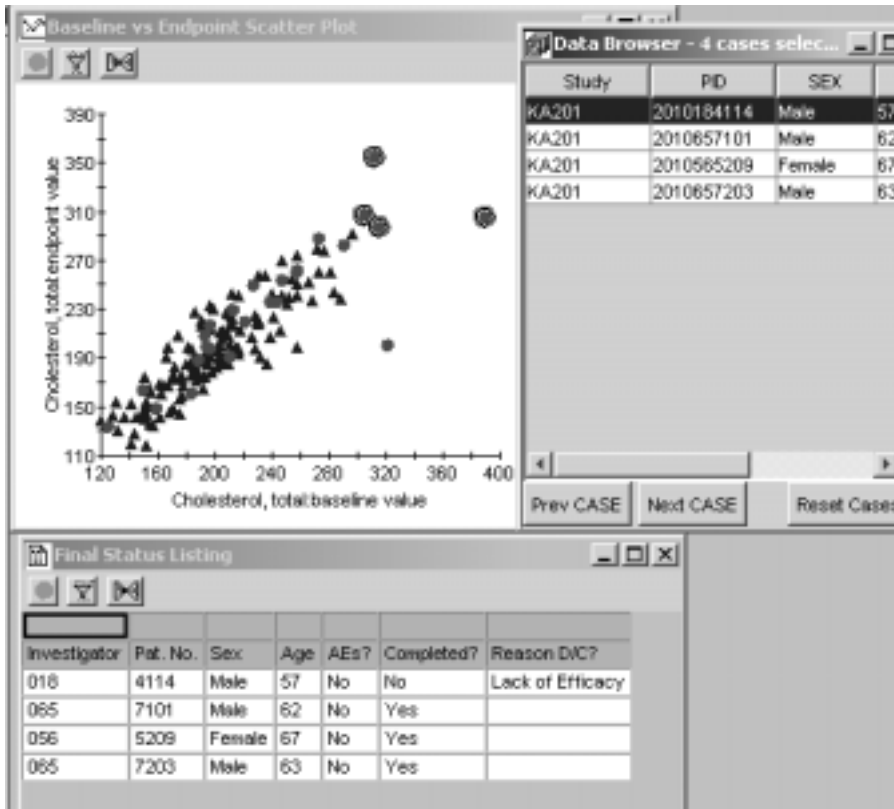 Baseline vs Endpoint Scatter Plot
Cholesterol, total:endpoint value
390
350
310
270
230
190
150
110
120 160 200 240 280 320 360 400
Cholesterol, total:baseline value
Data Browser - 4 cases selec...
Study PID SEX
KA201 2010184114 Male 57
KA201 2010657101 Male 62
KA201 2010565209 Female 67
KA201 2010657203 Male 63
Prev CASE Next CASE Reset Cases
Final Status Listing
Investigator Pat. No. Sex Age AEs? Completed? Reason D/C?
018 4114 Male 57 No No Lack of Efficacy
065 7101 Male 62 No Yes
056 5209 Female 67 No Yes
065 7203 Male 63 No Yes